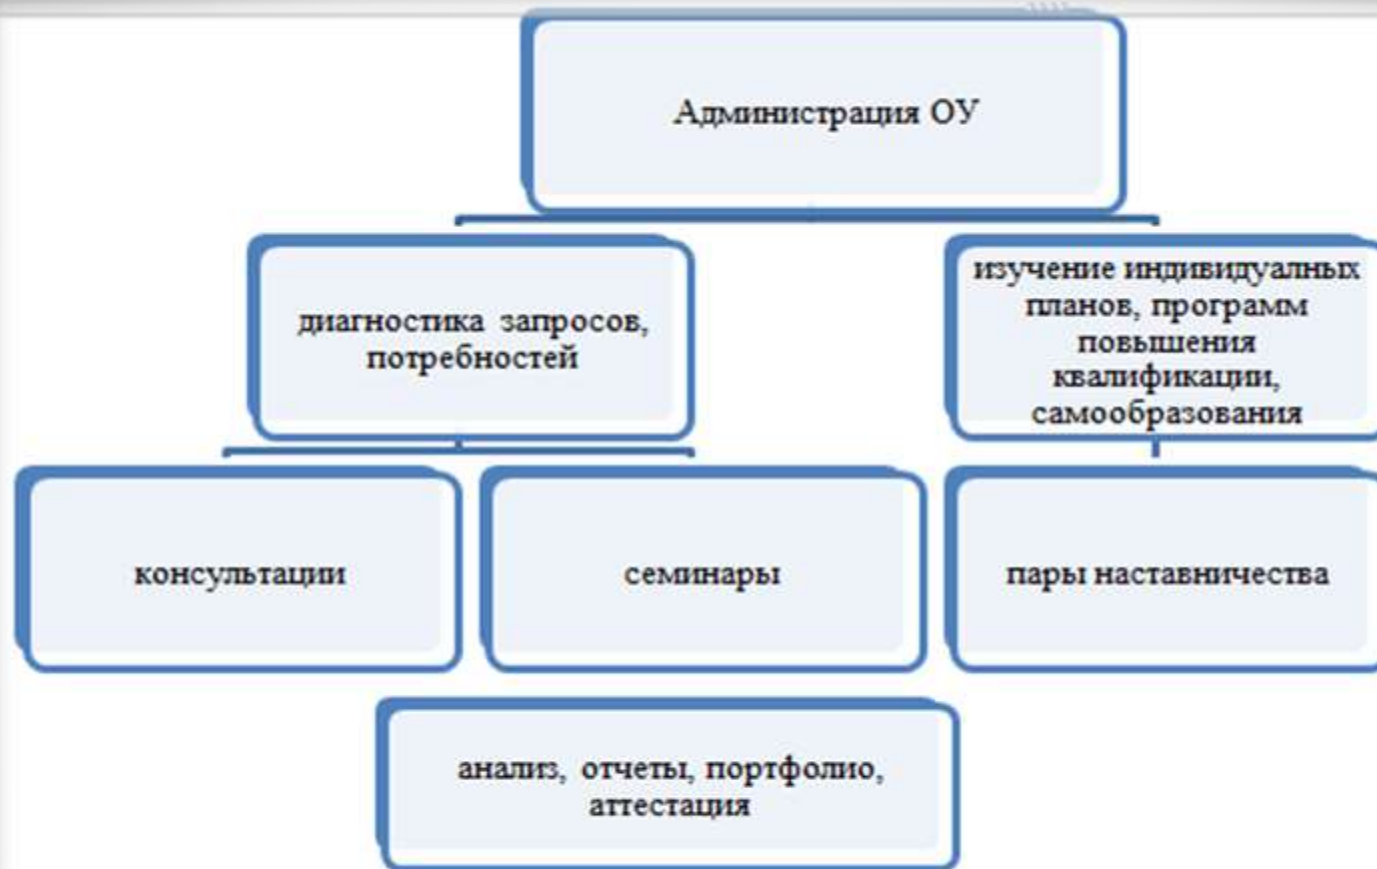 Администрация ОУ
диагностика запросов,
потребностей
изучение индивидуалных
планов, программ
повышения
квалификации,
самообразования
консультации
семинары
пары наставничества
анализ, отчеты, портфолио,
аттестация